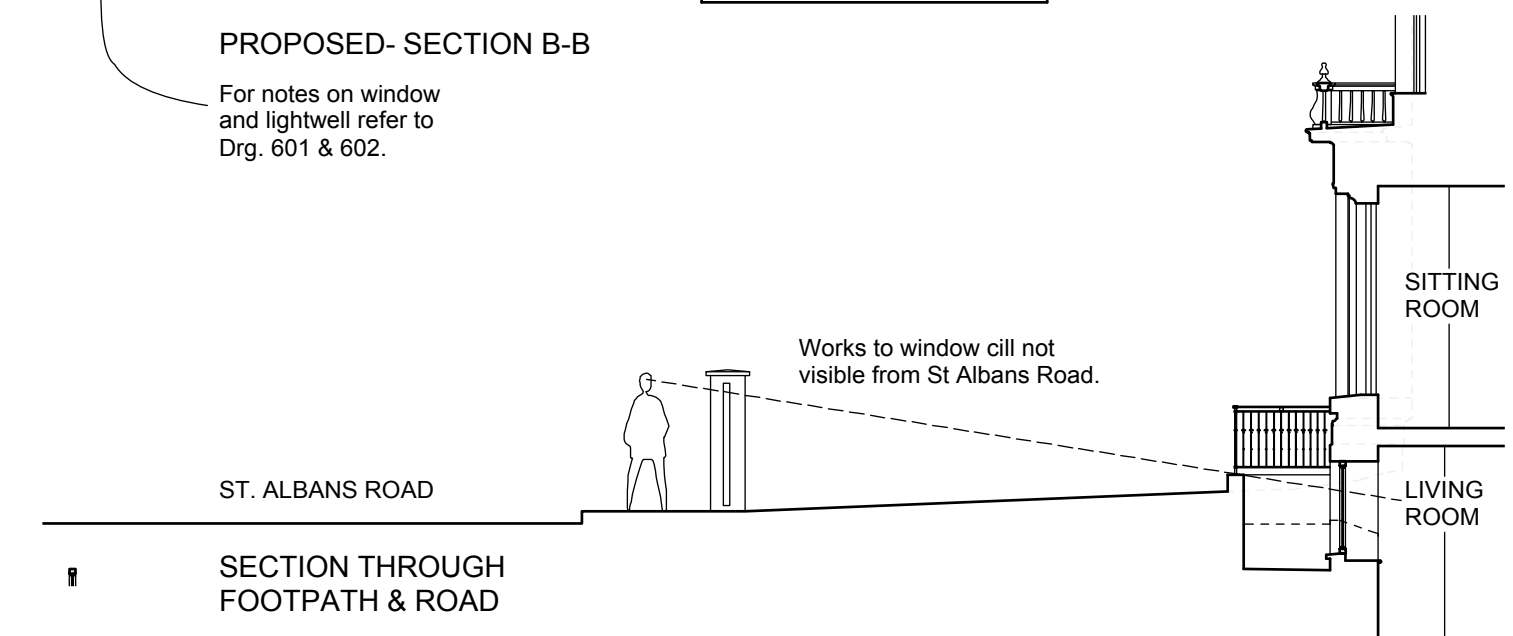 PROPOSED- SECTION B-B
For notes on window
and lightwell refer to
Drg. 601 & 602.
SITTING
ROOM
Works to window cill not
visible from St Albans Road.
ST. ALBANS ROAD
LIVING
ROOM
SECTION THROUGH
FOOTPATH & ROAD